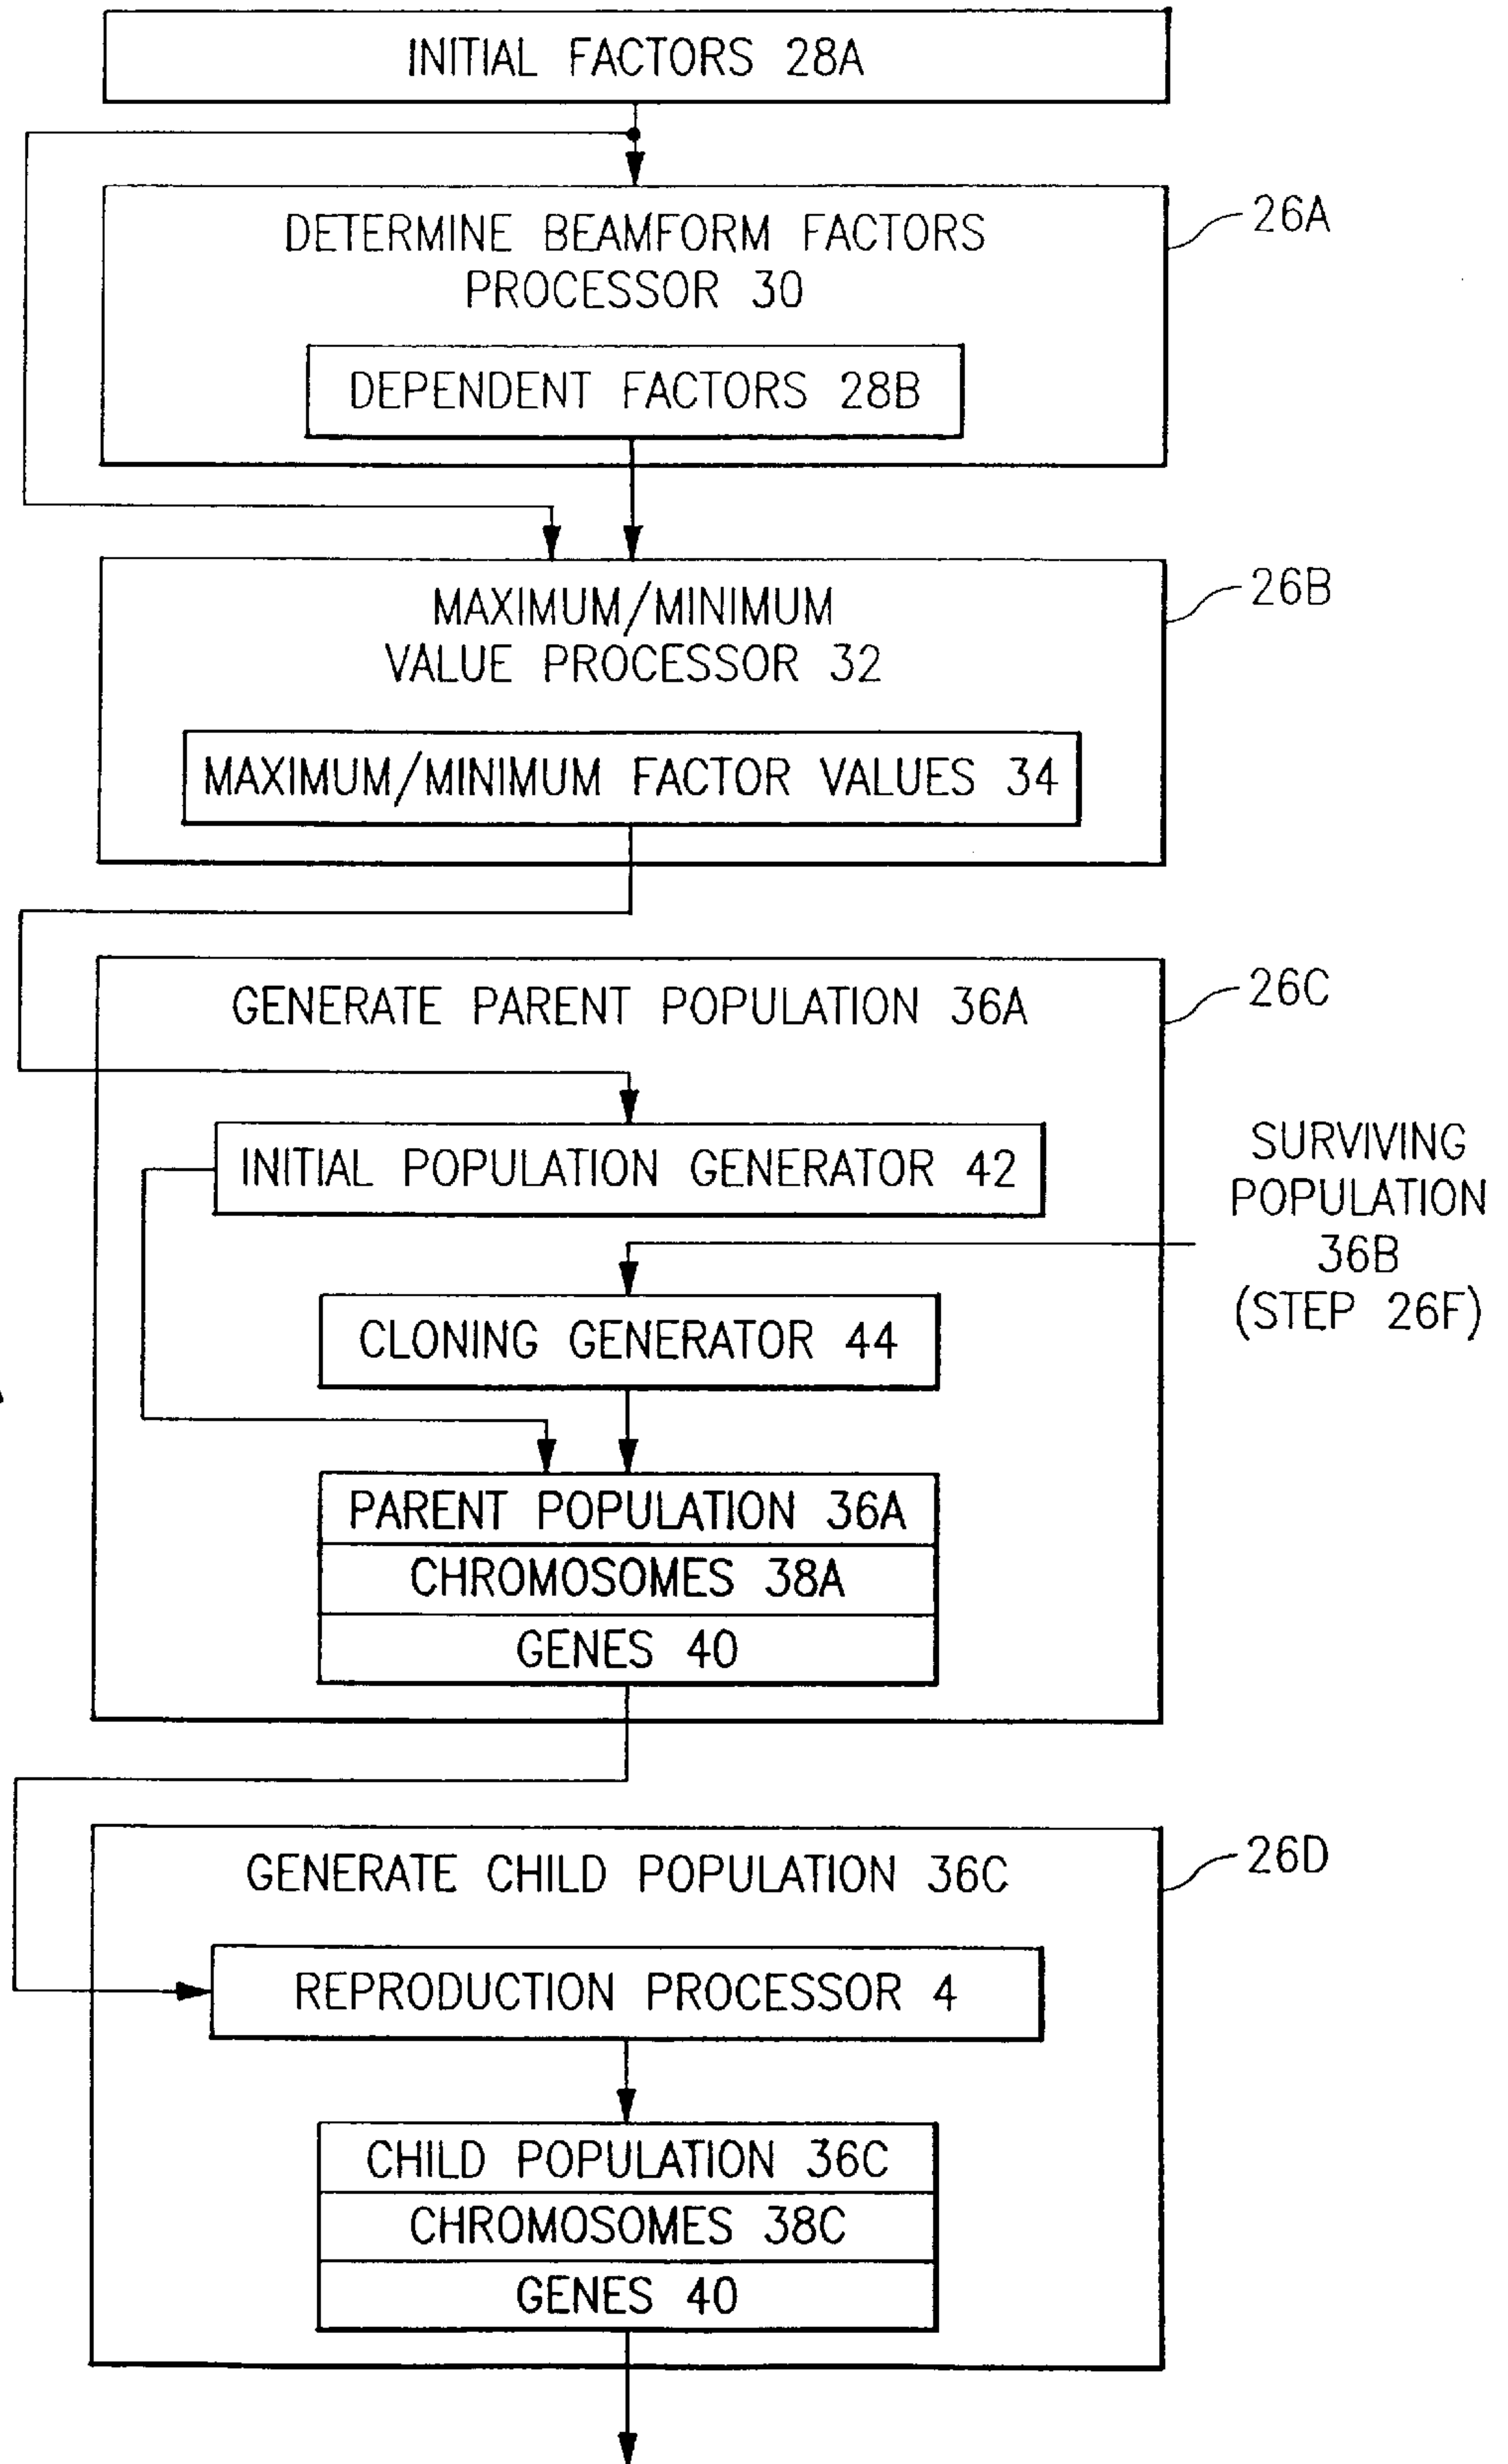 INITIAL FACTORS 28A
DETERMINE BEAMFORM FACTORS
PROCESSOR 30
26A
DEPENDENT FACTORS 28B
MAXIMUM/MINIMUM
VALUE PROCESSOR 32
26B
MAXIMUM/MINIMUM FACTOR VALUES 34
GENERATE PARENT POPULATION 36A
26C
INITIAL POPULATION GENERATOR 42
SURVIVING
POPULATION
36B
(STEP 26F)
CLONING GENERATOR 44
PARENT POPULATION 36A
CHROMOSOMES 38A
GENES 40
GENERATE CHILD POPULATION 36C
26D
REPRODUCTION PROCESSOR 4
CHILD POPULATION 36C
CHROMOSOMES 38C
GENES 40